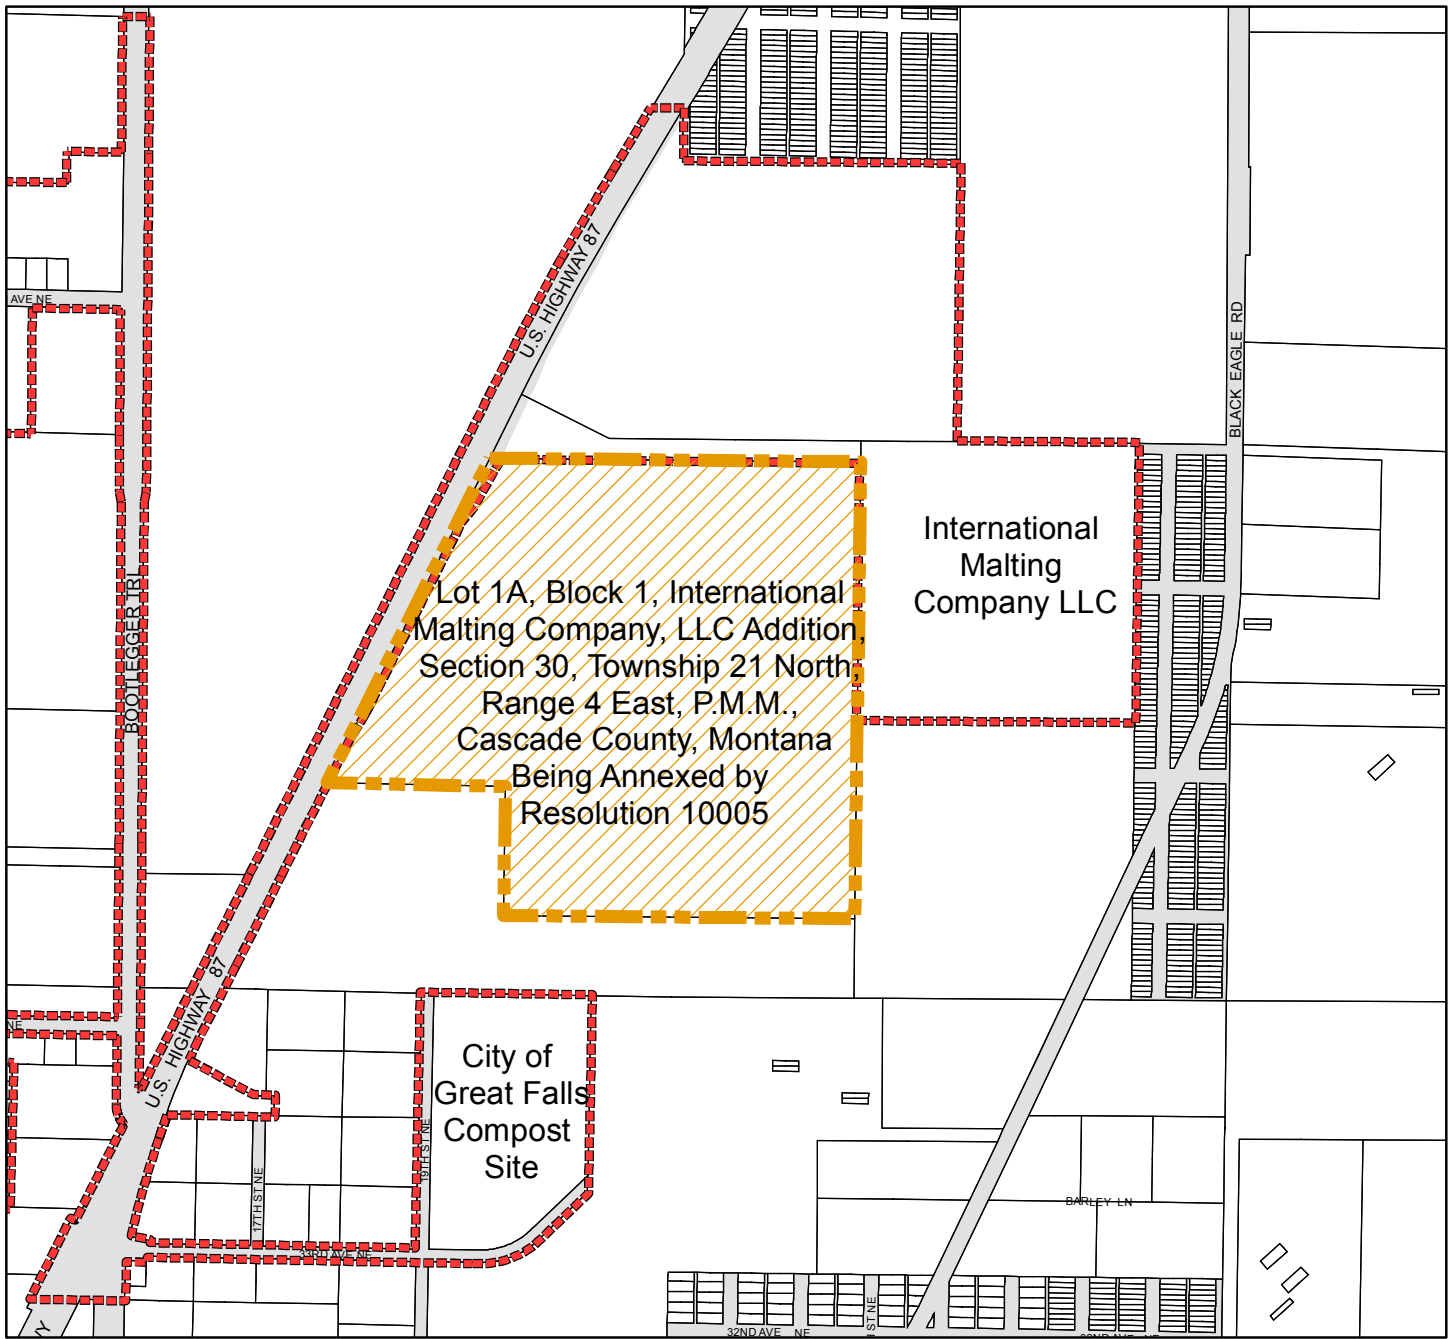 U.S. HIGHWAY 87
AVE NE
BLACK EAGLE RD
International
Malting
Company LLC
Lot 1A, Block 1, International
Malting Company, LLC Addition,
Section 30, Township 21 North,
Range 4 East, P.M.M.,
Cascade County, Montana
Being Annexed by
Resolution 10005
BOOTLEGGER TRL
U.S. HIGHWAY 87
NE
City of
Great Falls
Compost
Site
19TH ST NE
17TH ST NE
BARLEY LN
33RD AVE NE
ST NE
32ND AVE NE